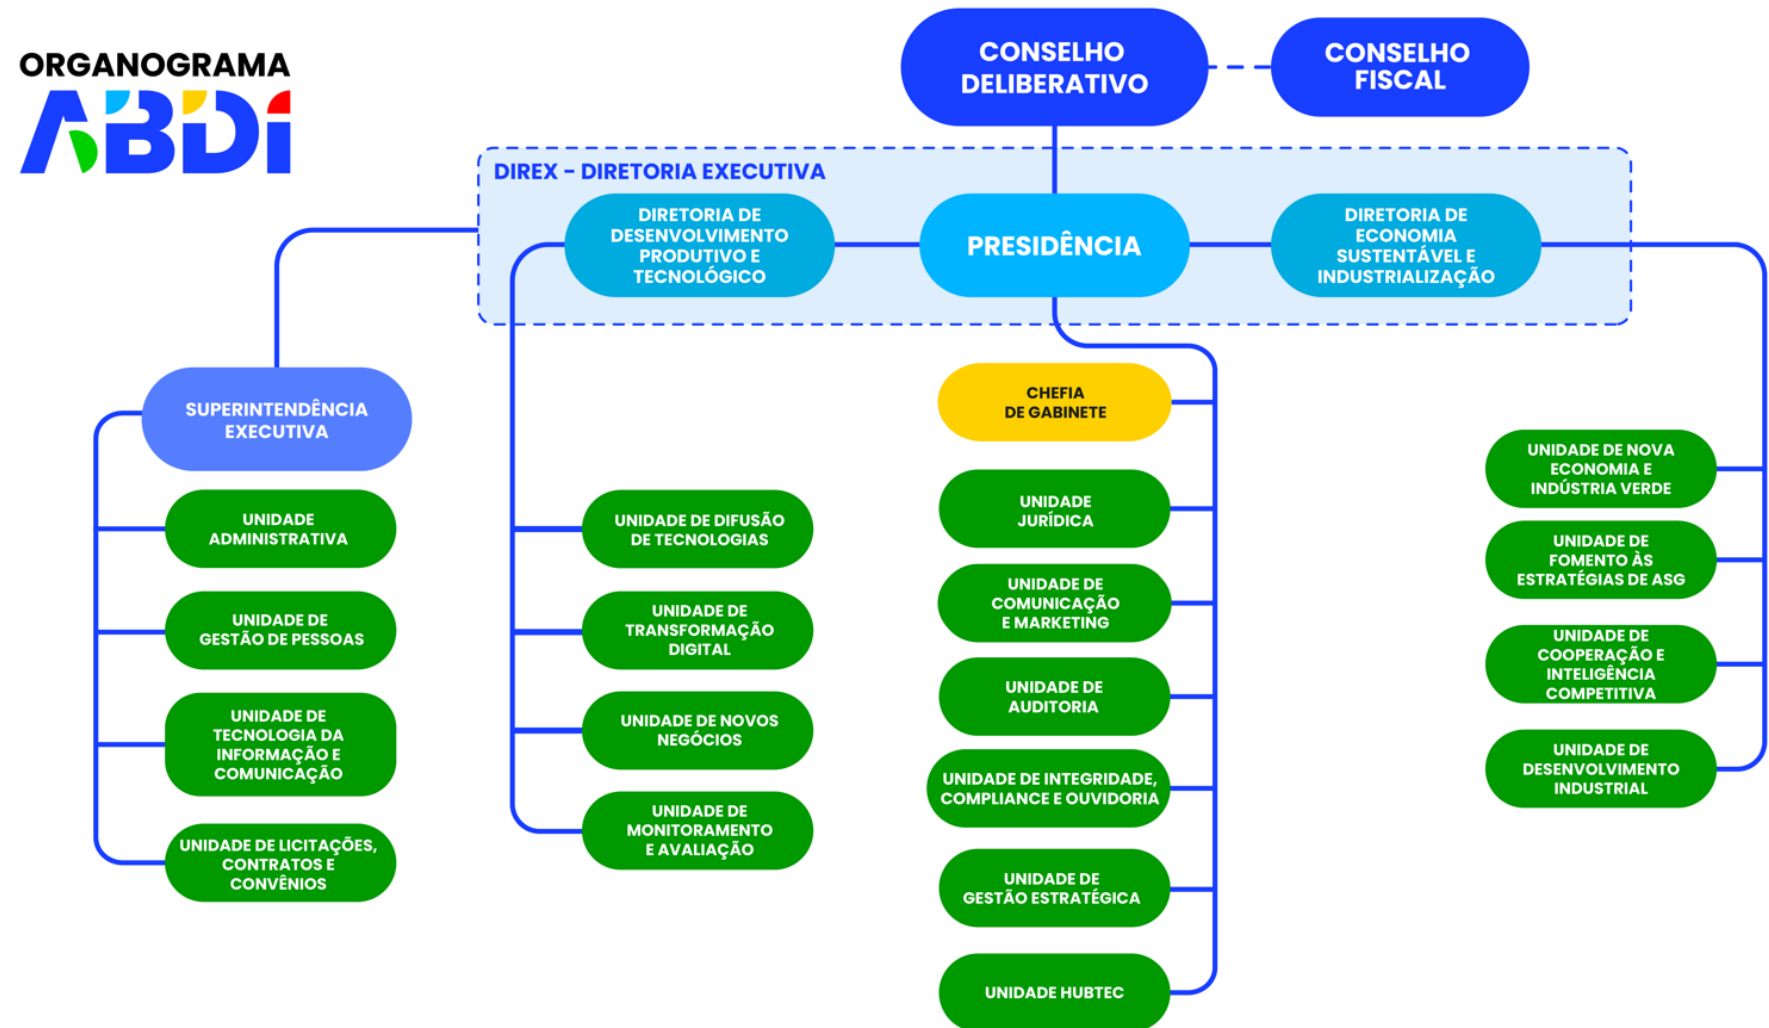 ORGANOGRAMA
ABDi
CONSELHO
DELIBERATIVO
CONSELHO
FISCAL
DIREX - DIRETORIA EXECUTIVA
DIRETORIA DE
DESENVOLVIMENTO
PRODUTIVO E
TECNOLÓGICO
PRESIDÊNCIA
DIRETORIA DE
ECONOMIA
SUSTENTÁVEL E
INDUSTRIALIZAÇÃO
SUPERINTENDÊNCIA
EXECUTIVA
UNIDADE
ADMINISTRATIVA
UNIDADE DE
GESTÃO DE PESSOAS
UNIDADE DE
TECNOLOGIA DA
INFORMAÇÃO E
COMUNICAÇÃO
UNIDADE DE LICITAÇÕES,
CONTRATOS E
CONVÊNIOS
UNIDADE DE DIFUSÃO
DE TECNOLOGIAS
UNIDADE DE
TRANSFORMAÇÃO
DIGITAL
UNIDADE DE NOVOS
NEGÓCIOS
UNIDADE DE
MONITORAMENTO
E AVALIAÇÃO
CHEFIA
DE GABINETE
UNIDADE
JURÍDICA
UNIDADE DE
COMUNICAÇÃO
E MARKETING
UNIDADE DE
AUDITORIA
UNIDADE DE INTEGRIDADE,
COMPLIANCE E OUVIDORIA
UNIDADE DE
GESTÃO ESTRATÉGICA
UNIDADE HUBTEC
UNIDADE DE NOVA
ECONOMIA E
INDÚSTRIA VERDE
UNIDADE DE
FOMENTO ÀS
ESTRATÉGIAS DE ASG
UNIDADE DE
COOPERAÇÃO E
INTELIGÊNCIA
COMPETITIVA
UNIDADE DE
DESENVOLVIMENTO
INDUSTRIAL